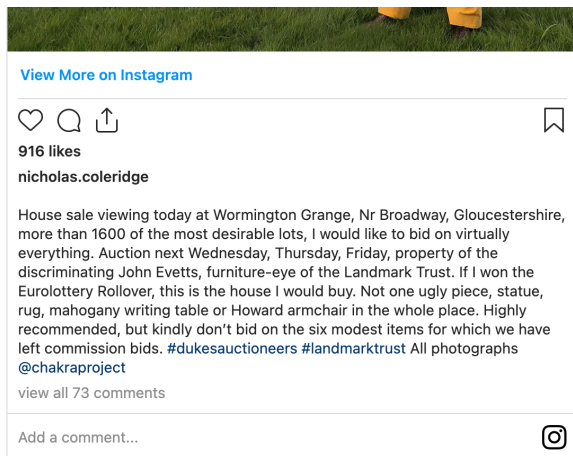 View More on Instagram
916 likes
nicholas.coleridge
House sale viewing today at Wormington Grange, Nr Broadway, Gloucestershire,
more than 1600 of the most desirable lots, I would like to bid on virtually
everything. Auction next Wednesday, Thursday, Friday, property of the
discriminating John Evetts, furniture-eye of the Landmark Trust. If I won the
Eurolottery Rollover, this is the house I would buy. Not one ugly piece, statue,
rug, mahogany writing table or Howard armchair in the whole place. Highly
recommended, but kindly don’t bid on the six modest items for which we have
left commission bids. #dukesauctioneers #landmarktrust All photographs
@chakraproject
view all 73 comments
Add a comment...